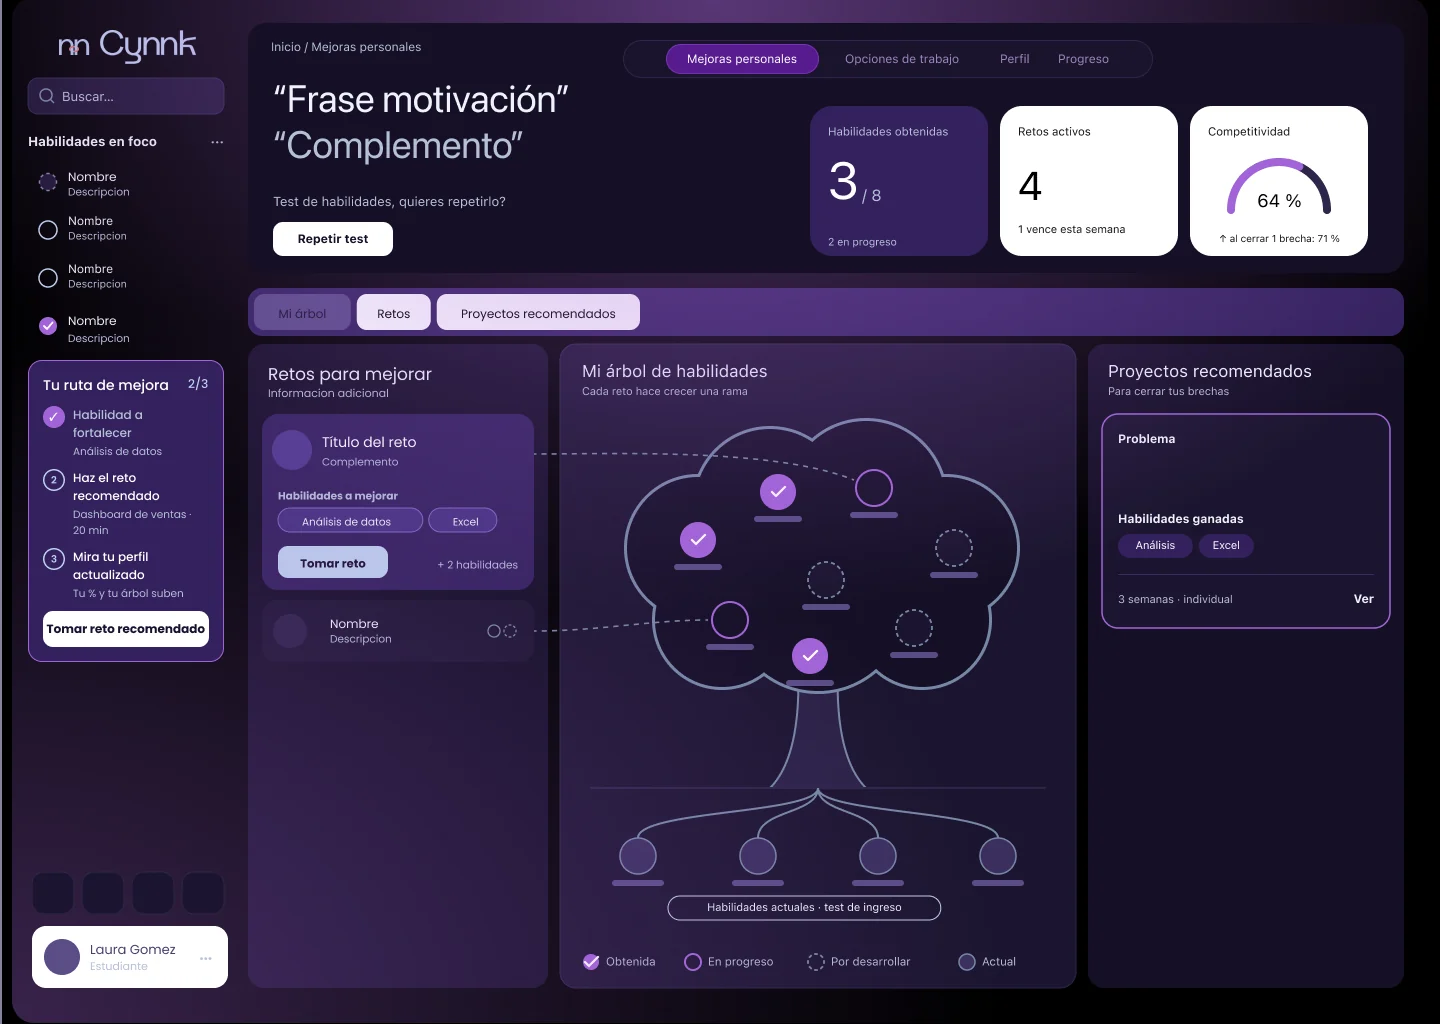 Cynnk
Buscar...
Habilidades en foco
Nombre
Descripcion
Nombre
Descripcion
Nombre
Descripcion
Nombre
Descripcion
Tu ruta de mejora 2/3
Habilidad a
fortalecer
Análisis de datos
2 Haz el reto
recomendado
Dashboard de ventas ·
20 min
3 Mira tu perfil
actualizado
Tu % y tu árbol suben
Tomar reto recomendado
Laura Gomez
Estudiante
Inicio / Mejoras personales
Mejoras personales Opciones de trabajo Perfil Progreso
“Frase motivación”
“Complemento”
Test de habilidades, quieres repetirlo?
Repetir test
Habilidades obtenidas
3 / 8
2 en progreso
Retos activos
4
1 vence esta semana
Competitividad
64 %
↑ al cerrar 1 brecha: 71 %
Mi árbol Retos Proyectos recomendados
Retos para mejorar
Informacion adicional
Título del reto
Complemento
Habilidades a mejorar
Análisis de datos Excel
Tomar reto + 2 habilidades
Nombre
Descripcion
Mi árbol de habilidades
Cada reto hace crecer una rama
Habilidades actuales · test de ingreso
Obtenida En progreso Por desarrollar Actual
Proyectos recomendados
Para cerrar tus brechas
Problema
Habilidades ganadas
Análisis Excel
3 semanas · individual Ver